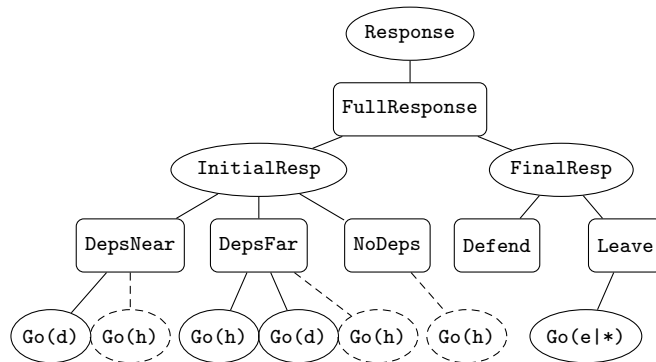 Response
FullResponse
InitialResp FinalResp
DepsNear DepsFar NoDeps Defend Leave
Go(d) Go(h) Go(h) Go(d) Go(h) Go(h) Go(e|*)